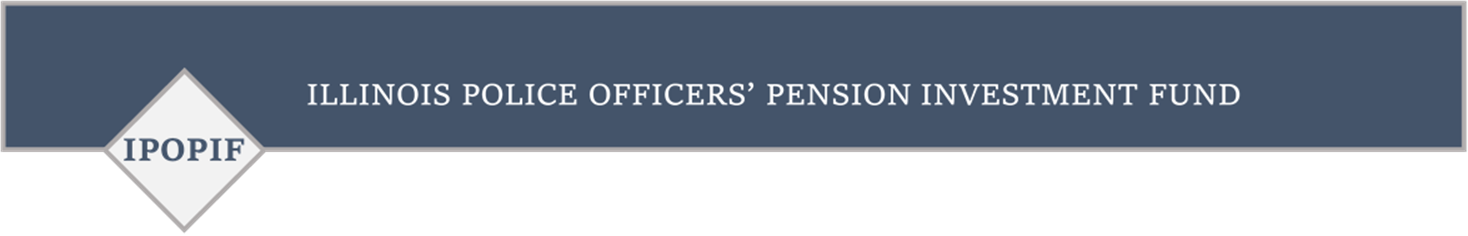 ILLINOIS POLICE OFFICERS’ PENSION INVESTMENT FUND
IPOPIF